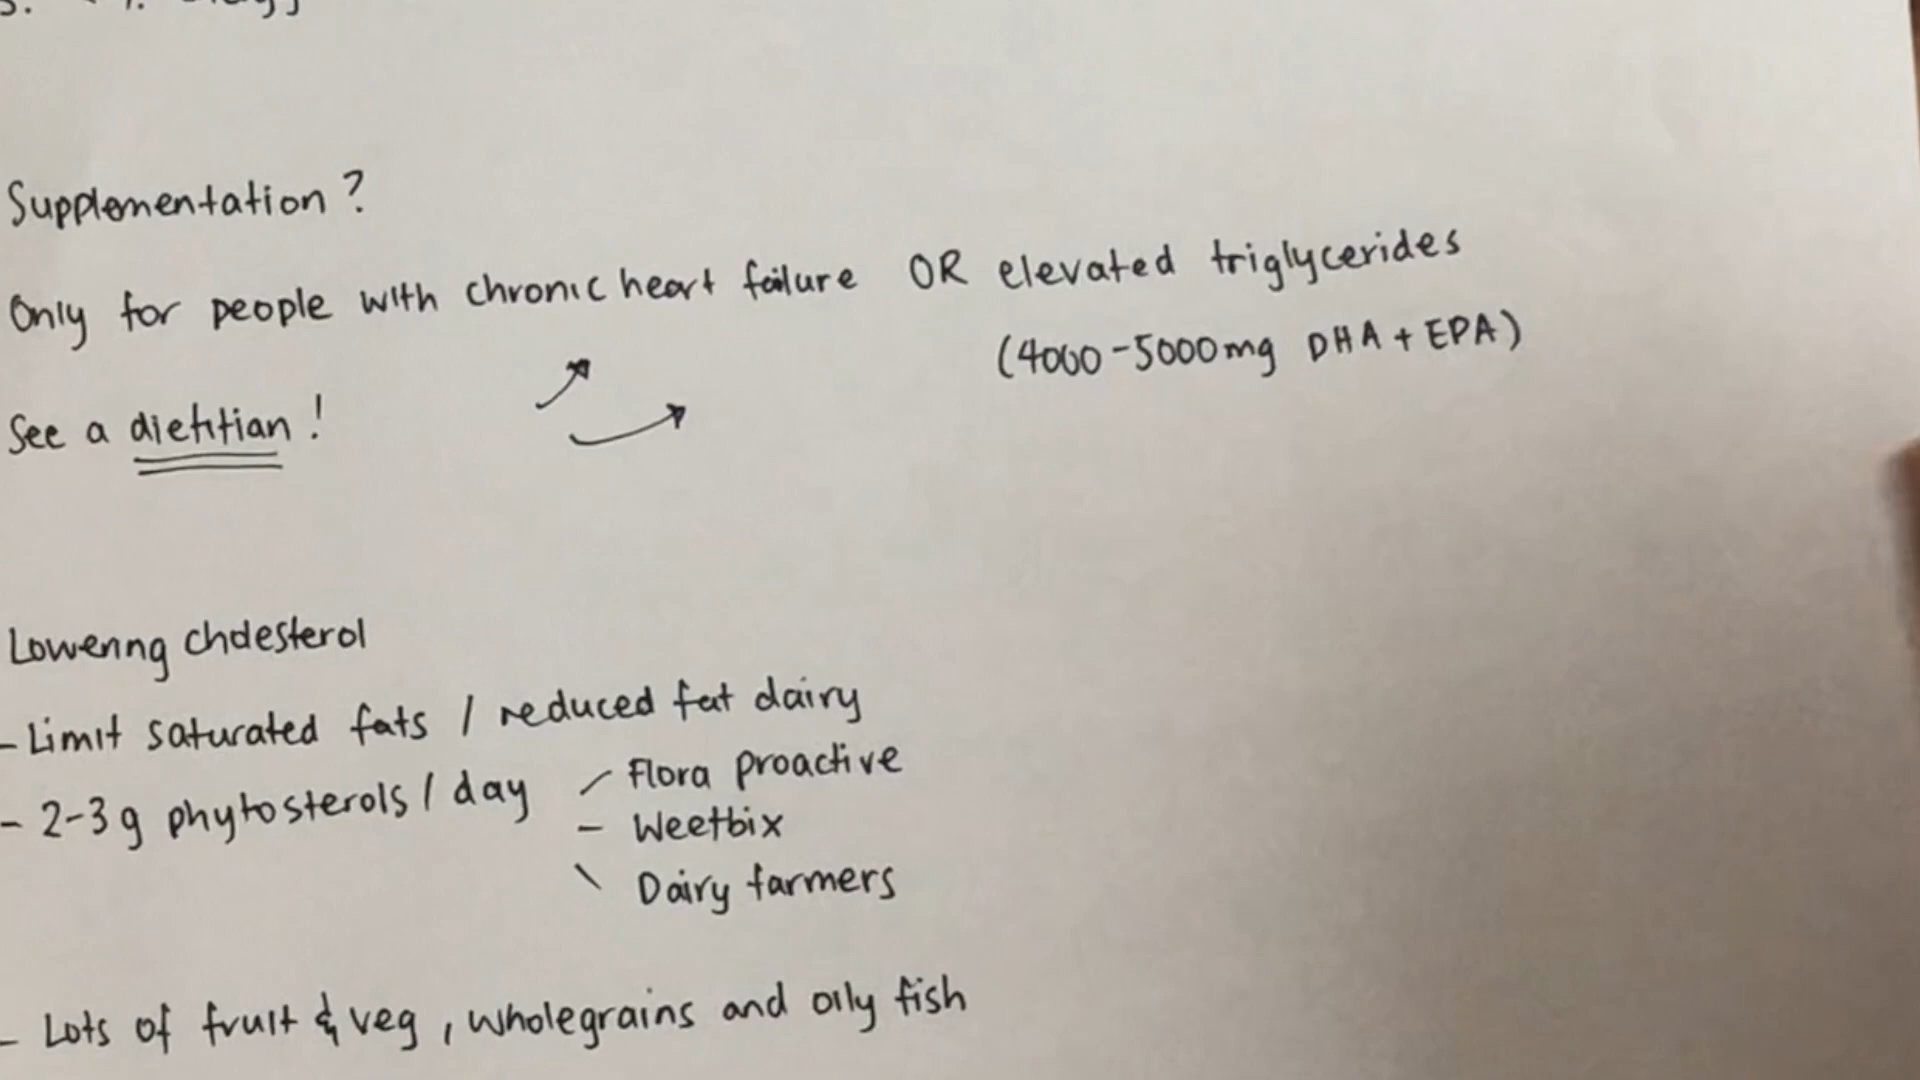 Supplementation?
Only for people with chronic heart failure OR elevated triglycerides
(4000-5000mg DHA + EPA)
See a dietitian!
Lowering cholesterol
- Limit saturated fats / reduced fat dairy
- 2-3g phytosterols / day
Flora proactive
- Weetbix
Dairy farmers
- Lots of fruit & veg, wholegrains and oily fish